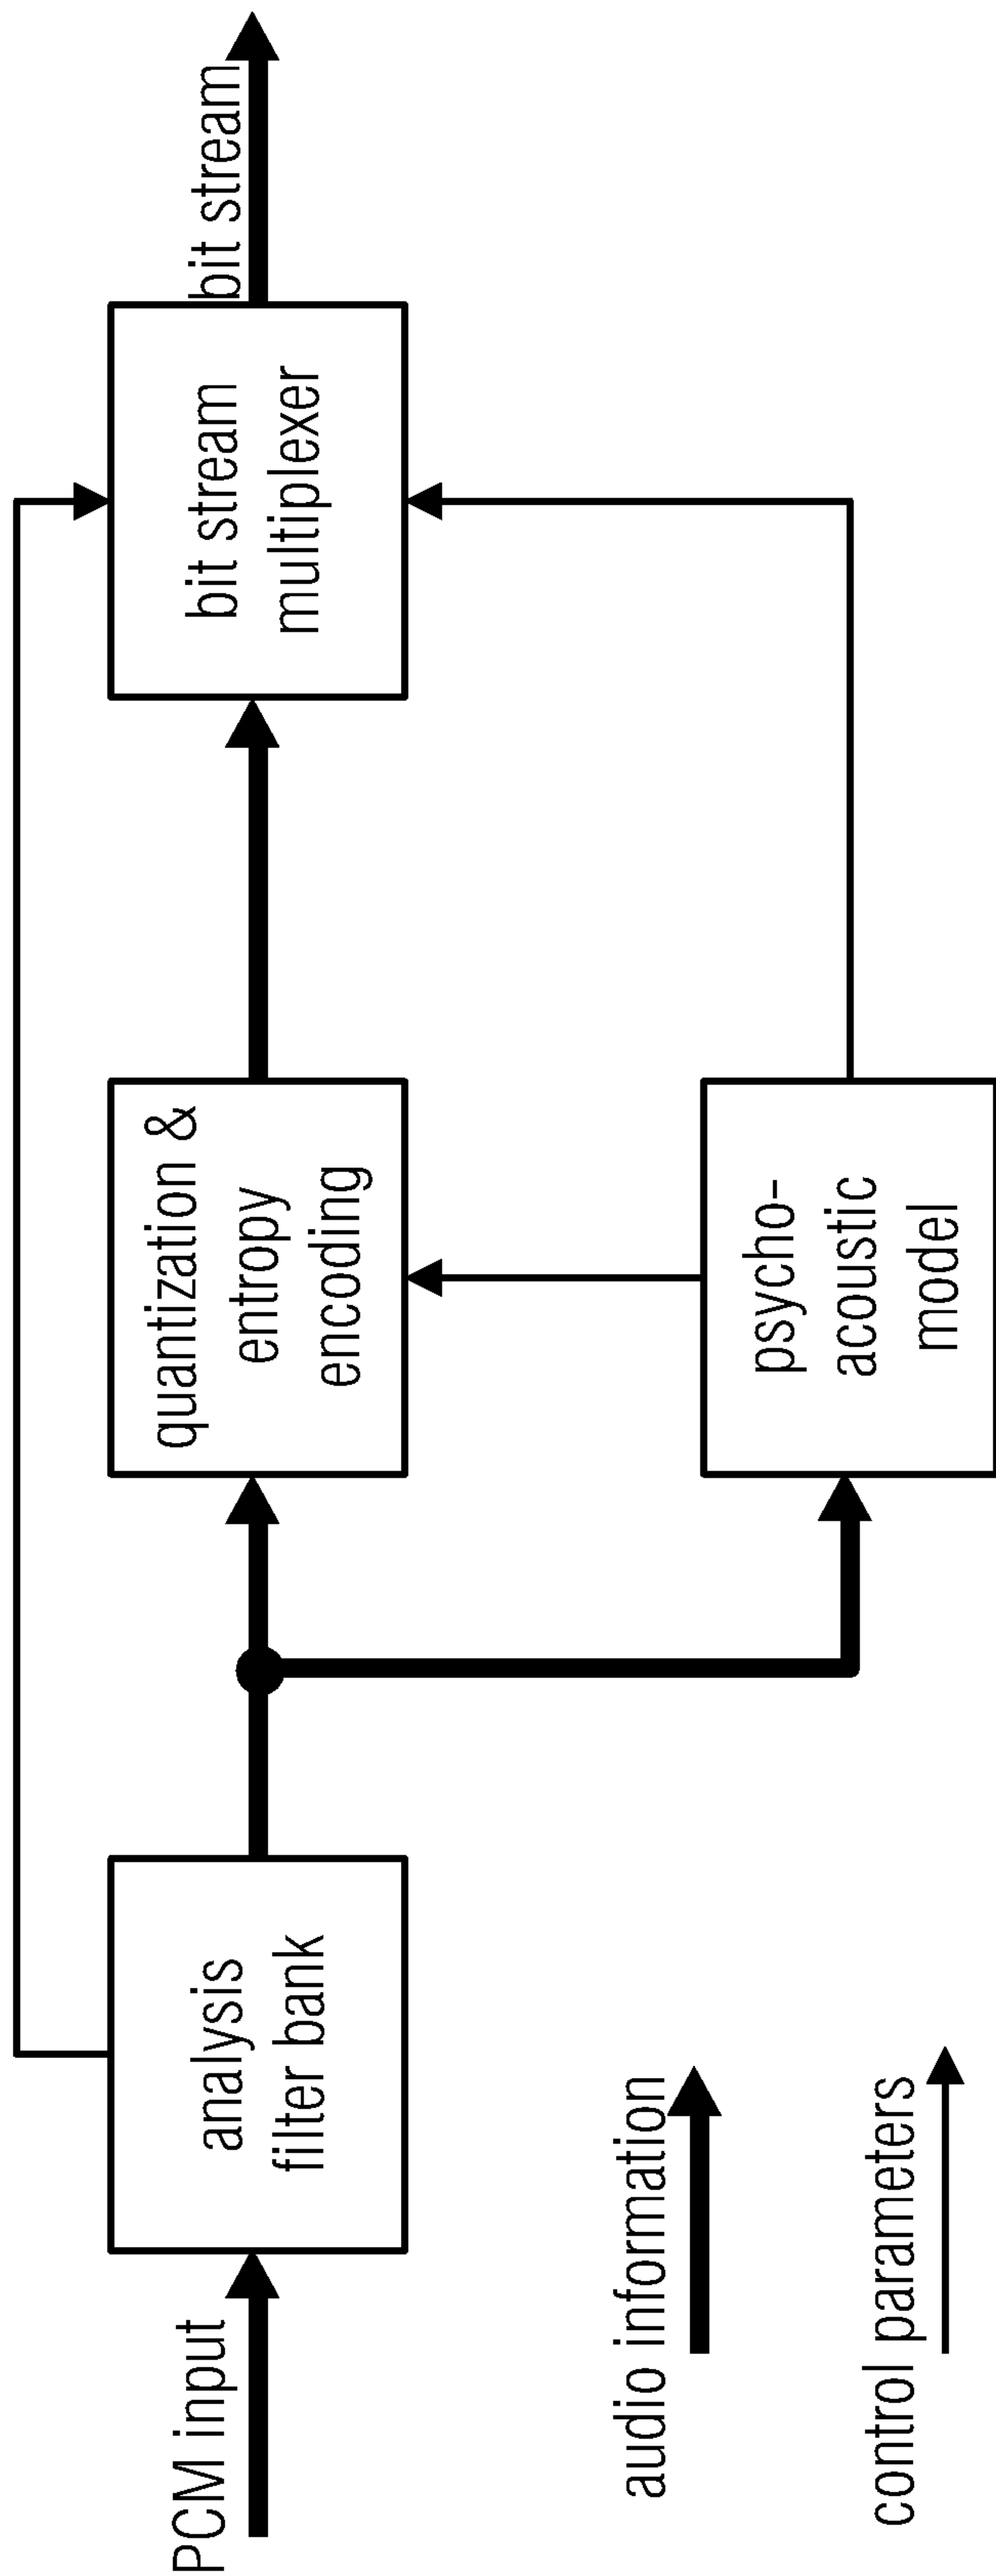 PCM input
analysis
filter bank
quantization &
entropy
encoding
bit stream
multiplexer
bit stream
psycho-
acoustic
model
audio information
control parameters